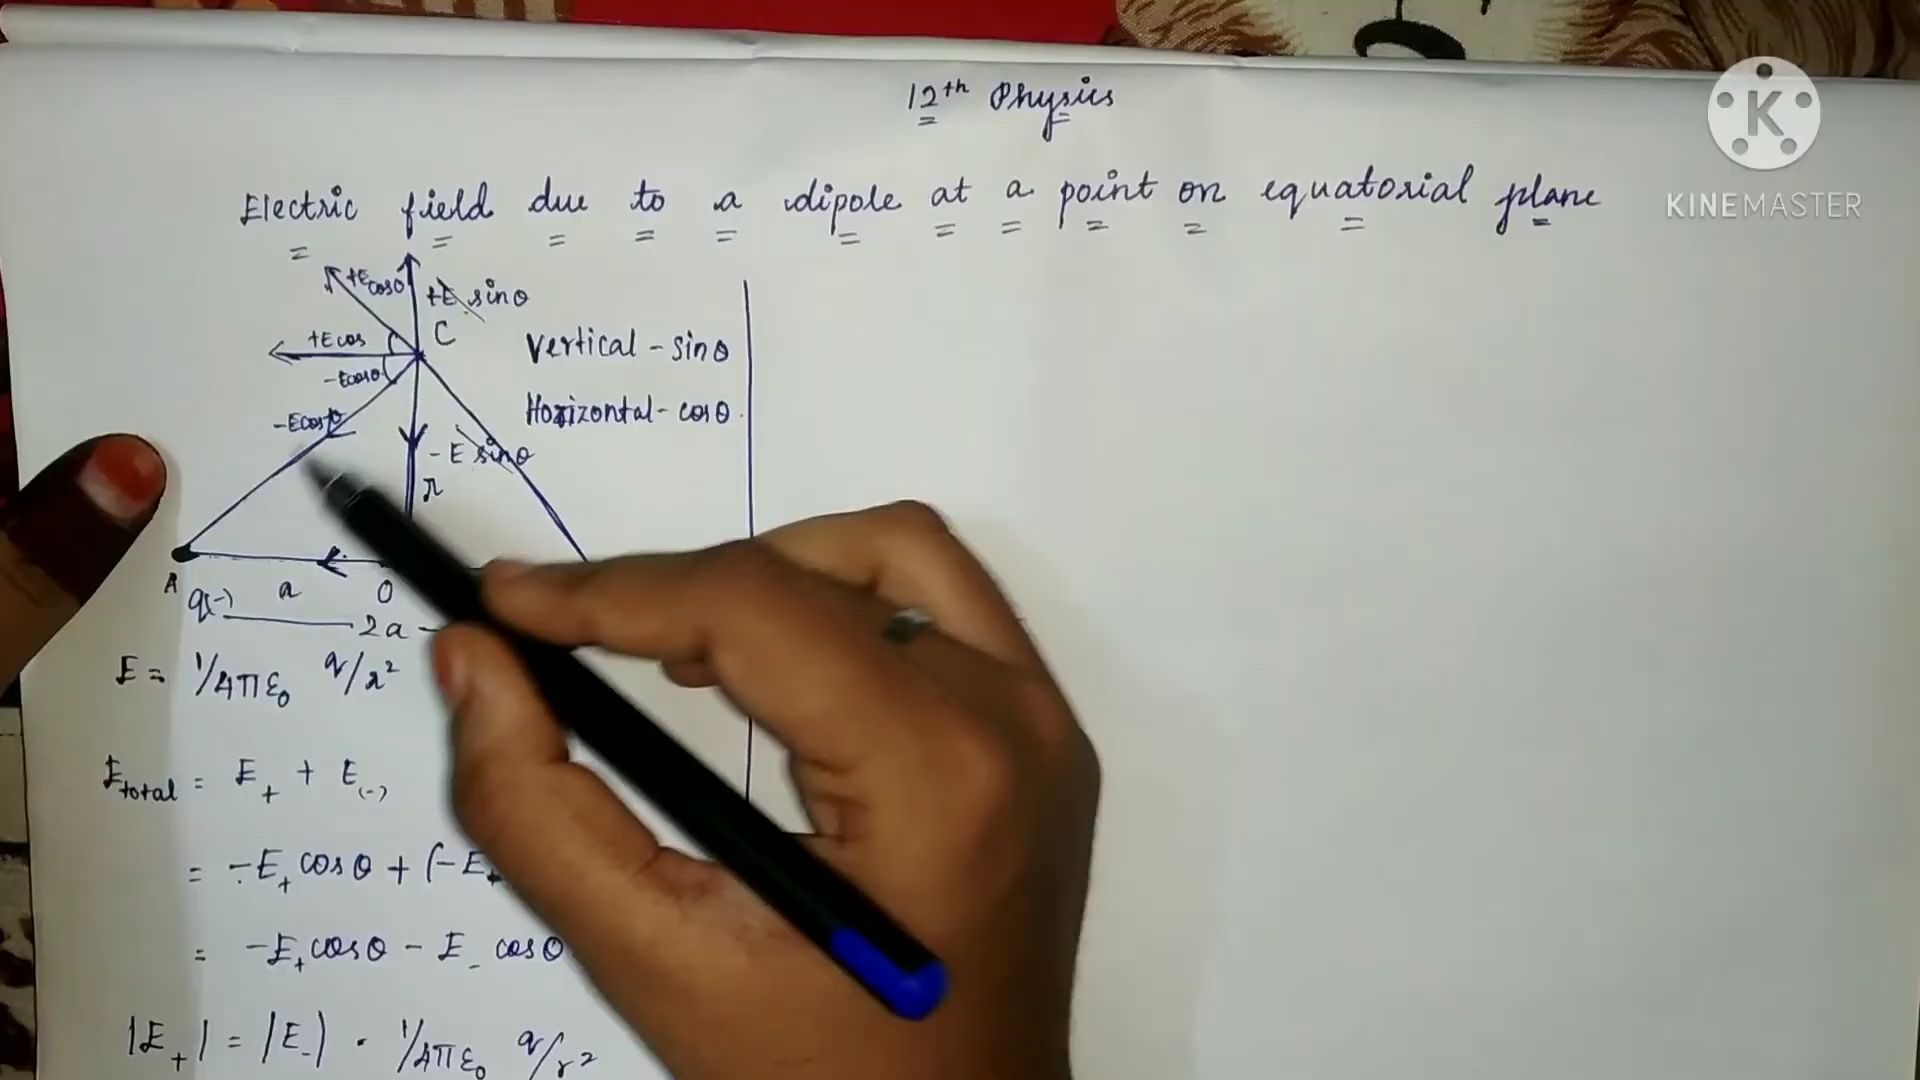 12th Physics
K
KINEMASTER
Electric field due to a dipole at a point on equatorial plane
+E cosθ
+E sinθ
C
+E cos
Vertical - sinθ
-E cosθ
-E cosθ
Horizontal - cosθ
-E sinθ
r
A
q(-) a O
2a
E = 1/4πε₀ q/r²
E total = E₊ + E₍₋₎
= -E₊ cosθ + (-E₊
= -E₊ cosθ - E₋ cosθ
|E₊| = |E₋| · 1/4πε₀ q/r²